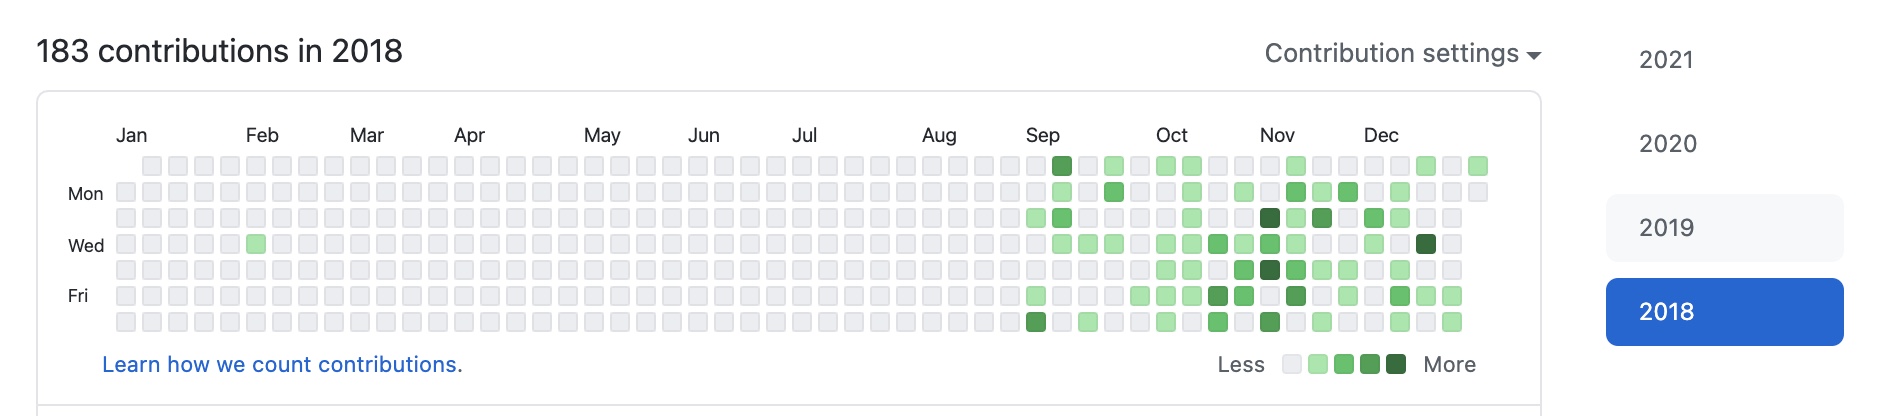 183 contributions in 2018
Contribution settings
Jan Feb Mar Apr May Jun Jul Aug Sep Oct Nov Dec
Mon
Wed
Fri
Learn how we count contributions.
Less More
2021
2020
2019
2018